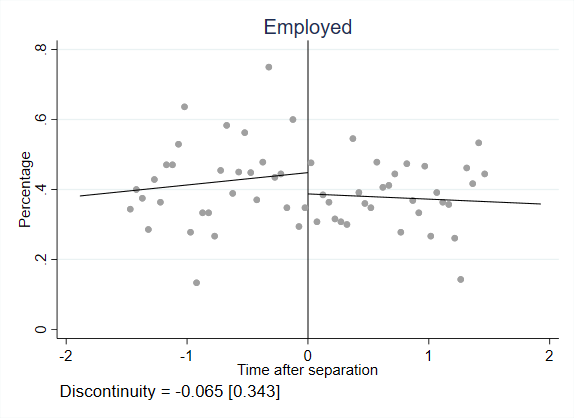 Employed
Percentage
.8
.6
.4
.2
0
-2 -1 0 1 2
Time after separation
Discontinuity = -0.065 [0.343]